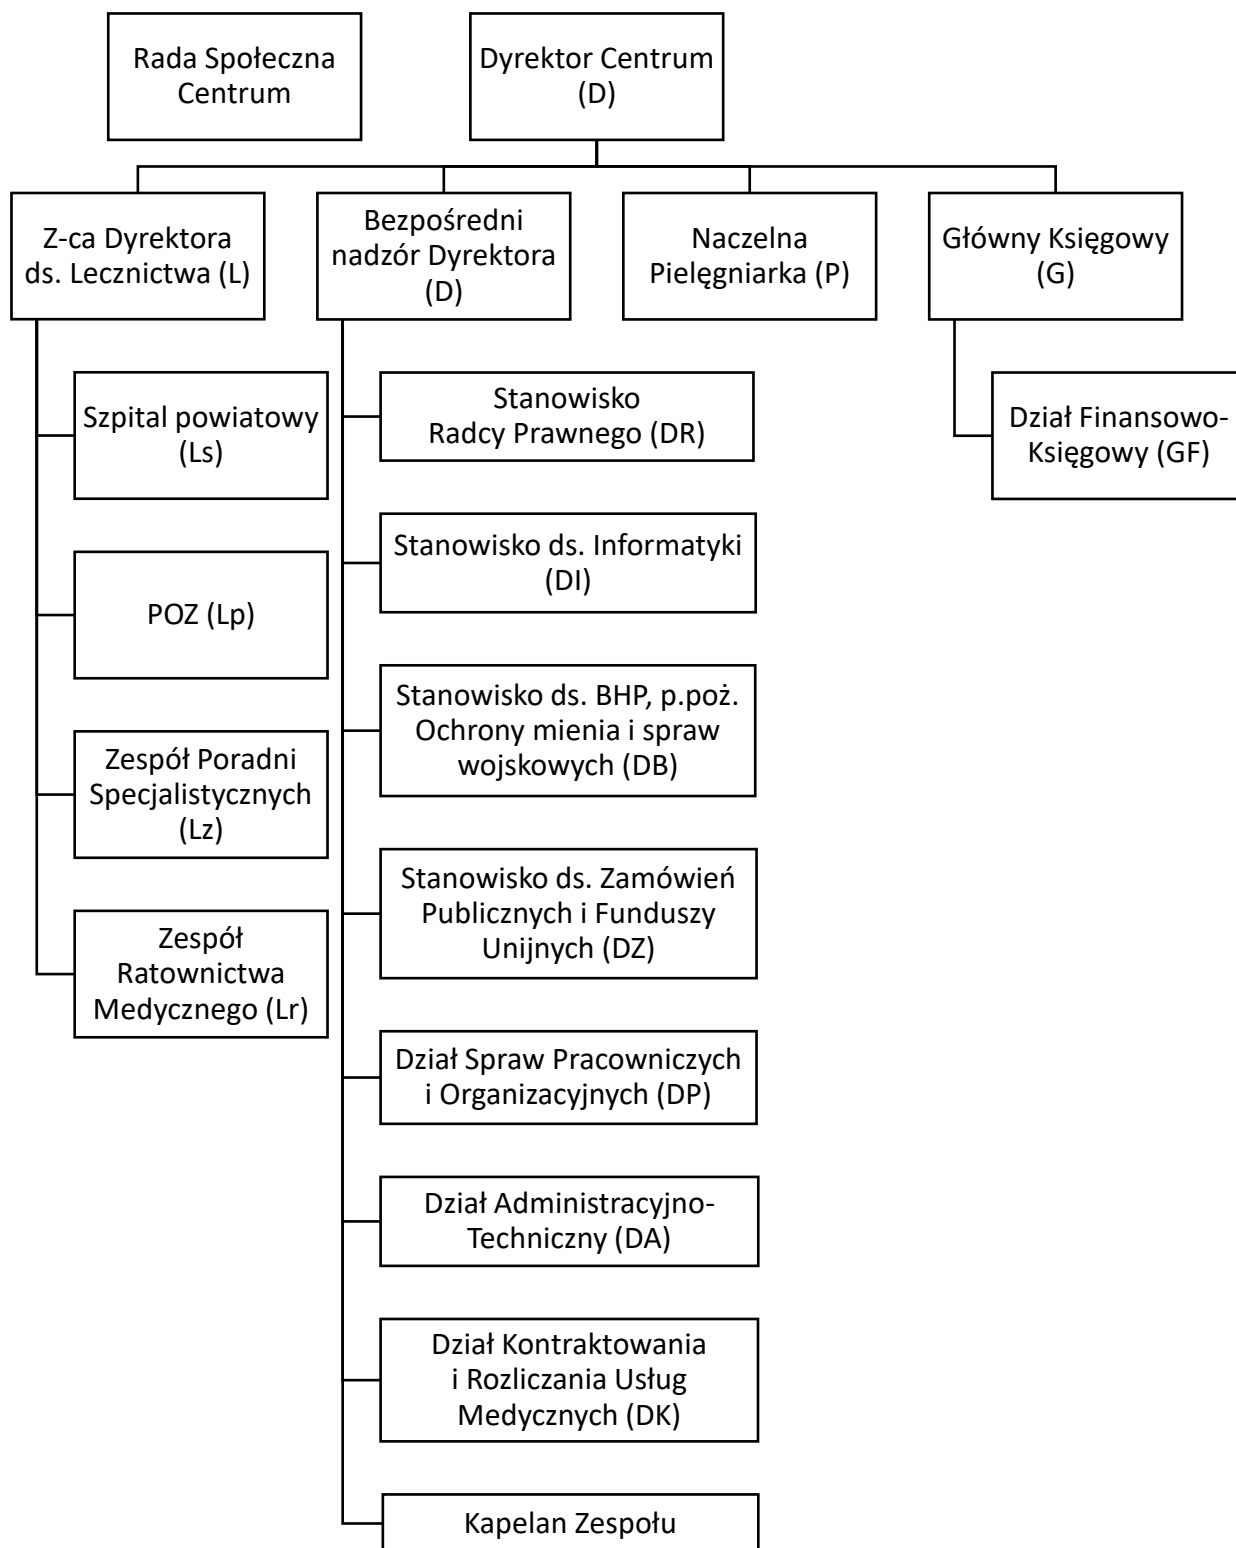 Rada Społeczna
Centrum
Dyrektor Centrum
(D)
Z-ca Dyrektora
ds. Lecznictwa (L)
Bezpośredni
nadzór Dyrektora
(D)
Naczelna
Pielęgniarka (P)
Główny Księgowy
(G)
Szpital powiatowy
(Ls)
POZ (Lp)
Zespół Poradni
Specjalistycznych
(Lz)
Zespół
Ratownictwa
Medycznego (Lr)
Stanowisko
Radcy Prawnego (DR)
Stanowisko ds. Informatyki
(DI)
Stanowisko ds. BHP, p.poż.
Ochrony mienia i spraw
wojskowych (DB)
Stanowisko ds. Zamówień
Publicznych i Funduszy
Unijnych (DZ)
Dział Spraw Pracowniczych
i Organizacyjnych (DP)
Dział Administracyjno-
Techniczny (DA)
Dział Kontraktowania
i Rozliczania Usług
Medycznych (DK)
Kapelan Zespołu
Dział Finansowo-
Księgowy (GF)